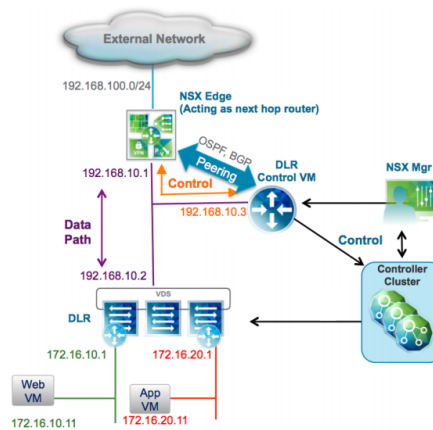 External Network
192.168.100.0/24
NSX Edge
(Acting as next hop router)
OSPF, BGP
Peering
DLR
Control VM
NSX Mgr
192.168.10.1
Control
192.168.10.3
Data
Path
Control
Controller
Cluster
192.168.10.2
VDS
DLR
172.16.10.1
172.16.20.1
Web
VM
App
VM
172.16.10.11
172.16.20.11